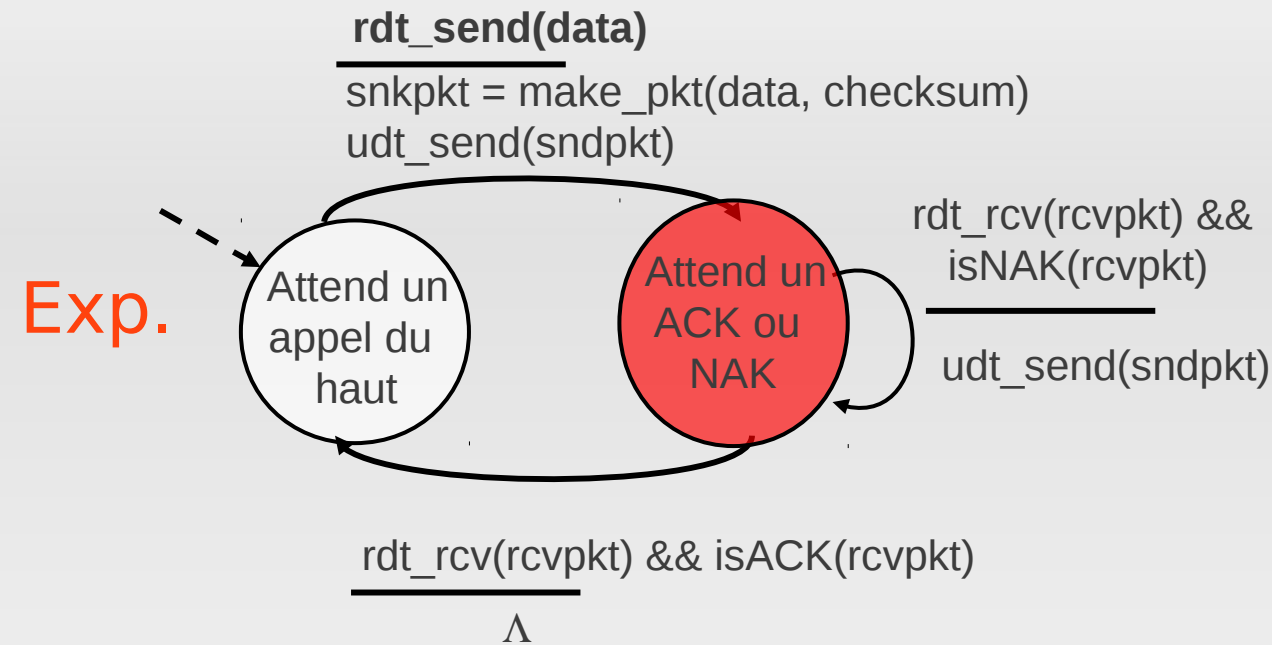 rdt_send(data)
snkpkt = make_pkt(data, checksum)
udt_send(sndpkt)
Exp.
Attend un
appel du
haut
Attend un
ACK ou
NAK
rdt_rcv(rcvpkt) &&
isNAK(rcvpkt)
udt_send(sndpkt)
rdt_rcv(rcvpkt) && isACK(rcvpkt)
Λ